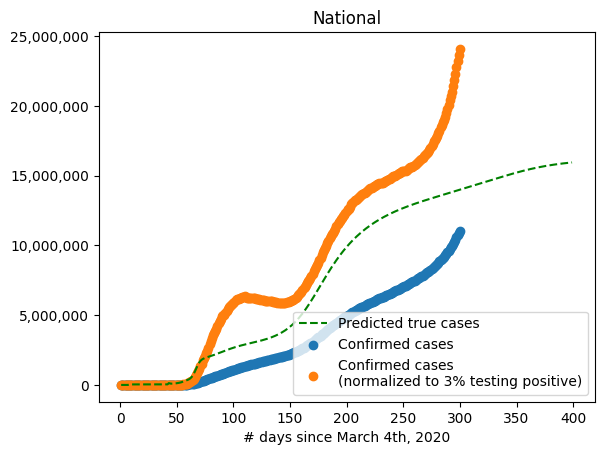 National
25,000,000
20,000,000
15,000,000
10,000,000
5,000,000
0
Predicted true cases
Confirmed cases
Confirmed cases
(normalized to 3% testing positive)
0 50 100 150 200 250 300 350 400
# days since March 4th, 2020